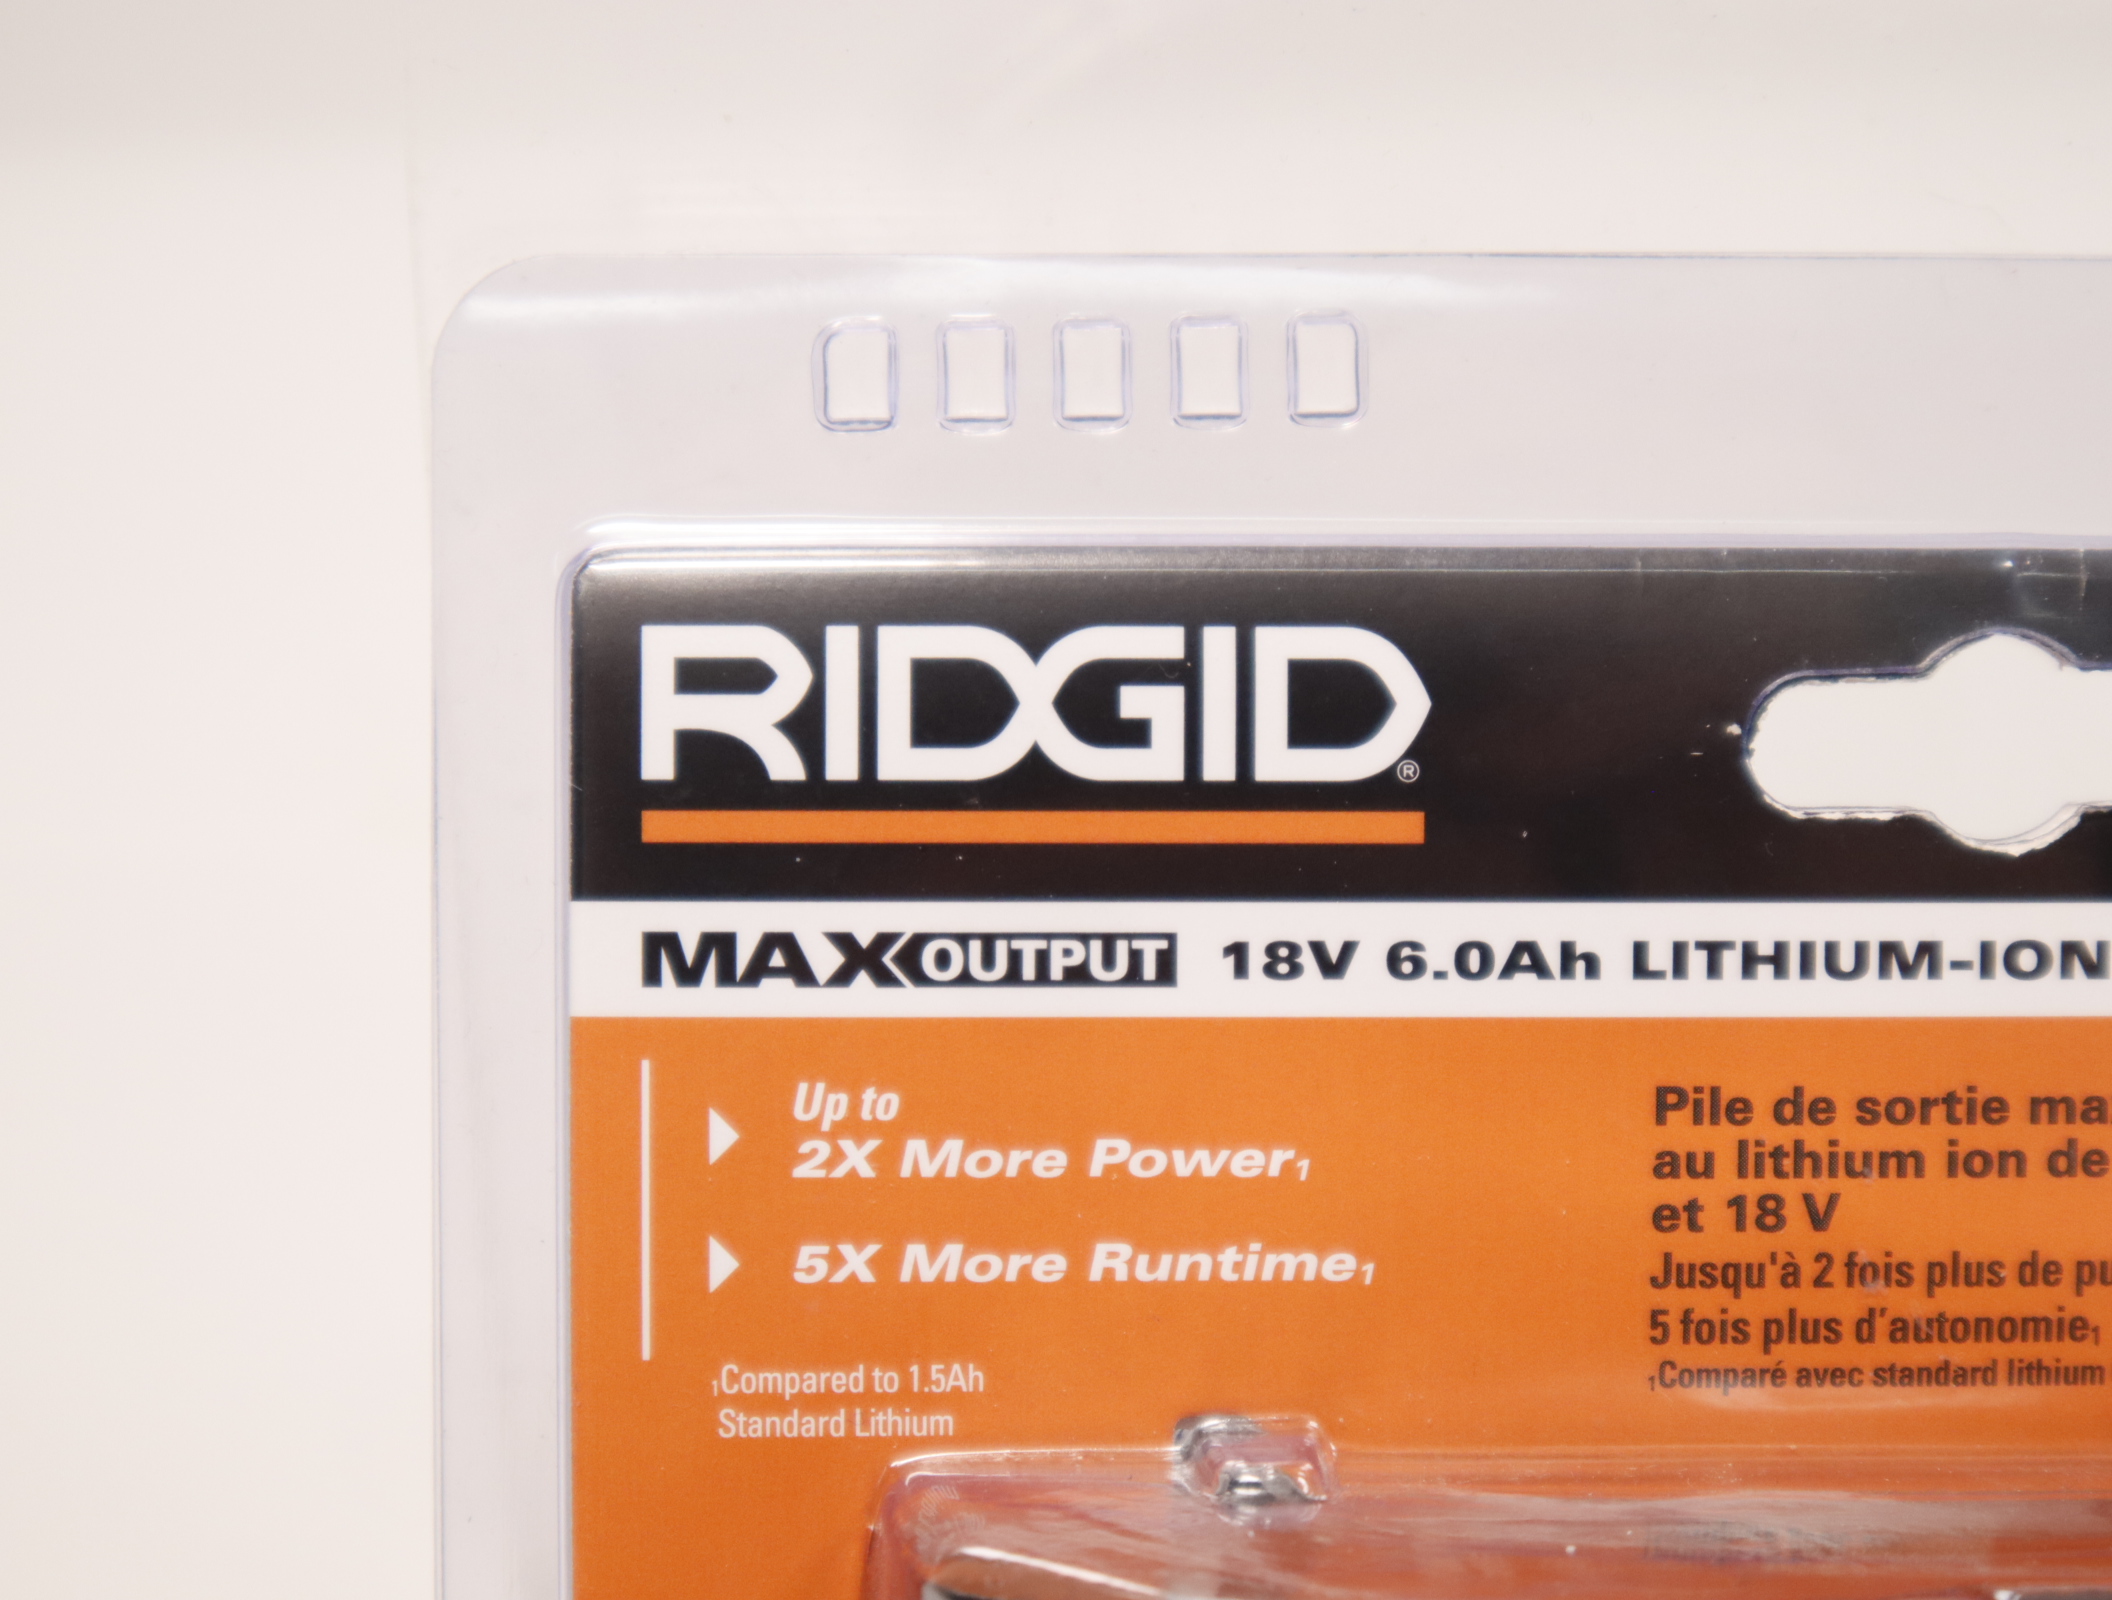 RIDGID®
MAX OUTPUT 18V 6.0Ah LITHIUM-ION
Up to
2X More Power₁
5X More Runtime₁
₁Compared to 1.5Ah
Standard Lithium
Pile de sortie
au lithium ion de
et 18 V
Jusqu'à 2 fois plus de
5 fois plus d'autonomie₁
₁Comparé avec standard lithium